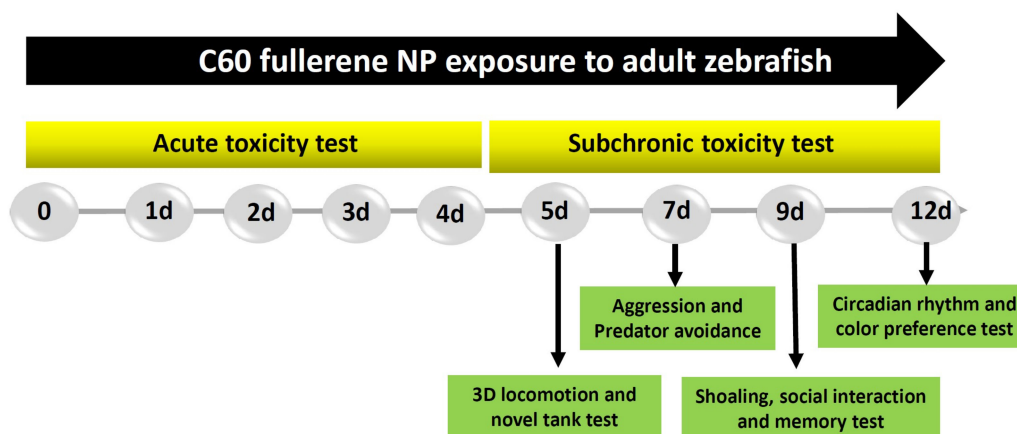 C60 fullerene NP exposure to adult zebrafish
Acute toxicity test
Subchronic toxicity test
0
1d
2d
3d
4d
5d
7d
9d
12d
Aggression and
Predator avoidance
Circadian rhythm and
color preference test
3D locomotion and
novel tank test
Shoaling, social interaction
and memory test